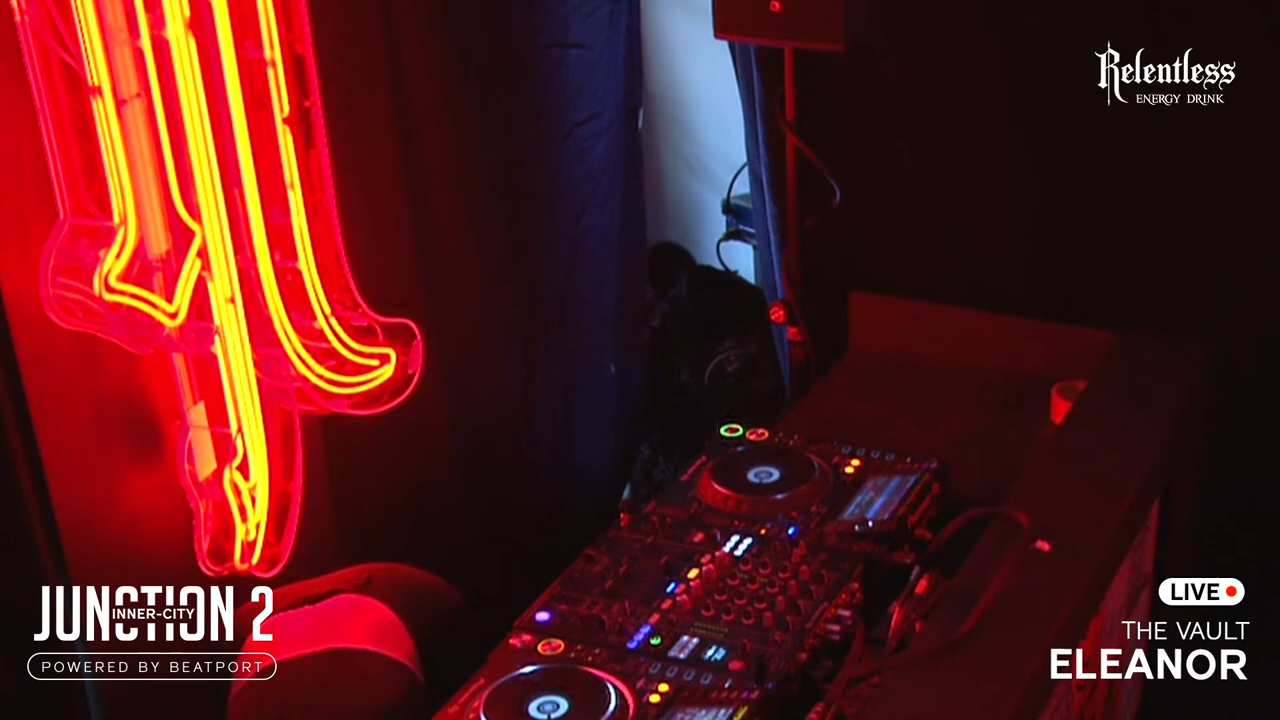 Relentless
ENERGY DRINK
JUNCTION 2
INNER-CITY
POWERED BY BEATPORT
LIVE
THE VAULT
ELEANOR